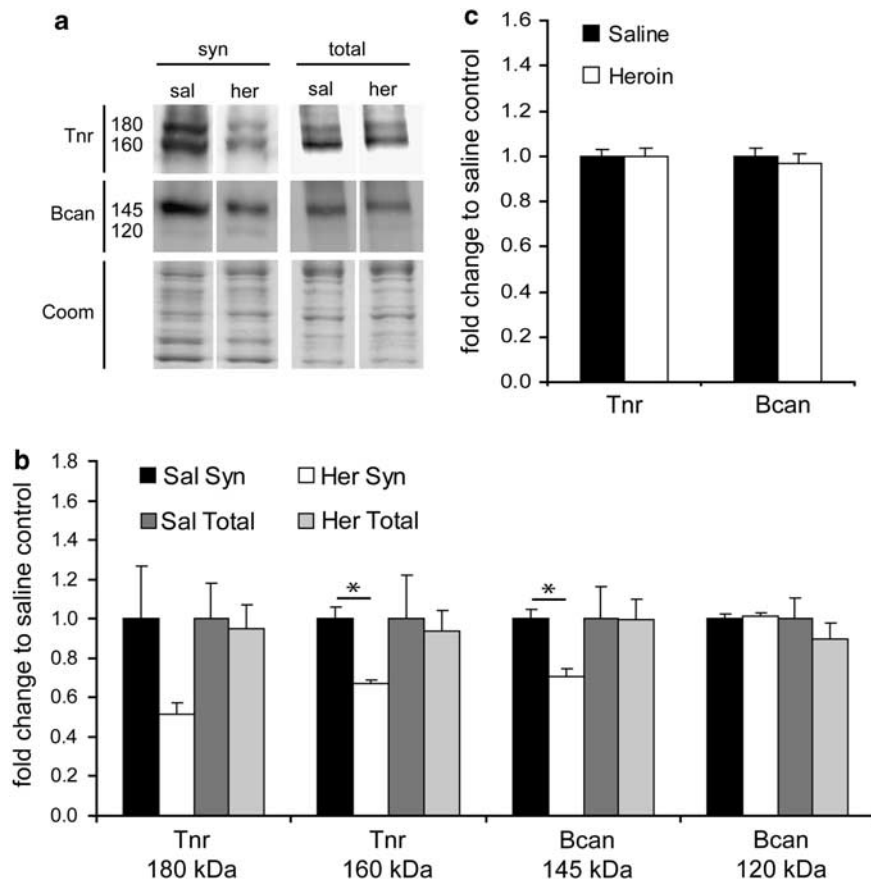 a
syn total
sal her sal her
Tnr 180
160
Bcan 145
120
Coom
c
fold change to saline control
1.6
1.4
1.2
1.0
0.8
0.6
0.4
0.2
0.0
Saline
Heroin
Tnr Bcan
b
fold change to saline control
1.8
1.6
1.4
1.2
1.0
0.8
0.6
0.4
0.2
0.0
Sal Syn Her Syn
Sal Total Her Total
* *
Tnr Tnr Bcan Bcan
180 kDa 160 kDa 145 kDa 120 kDa